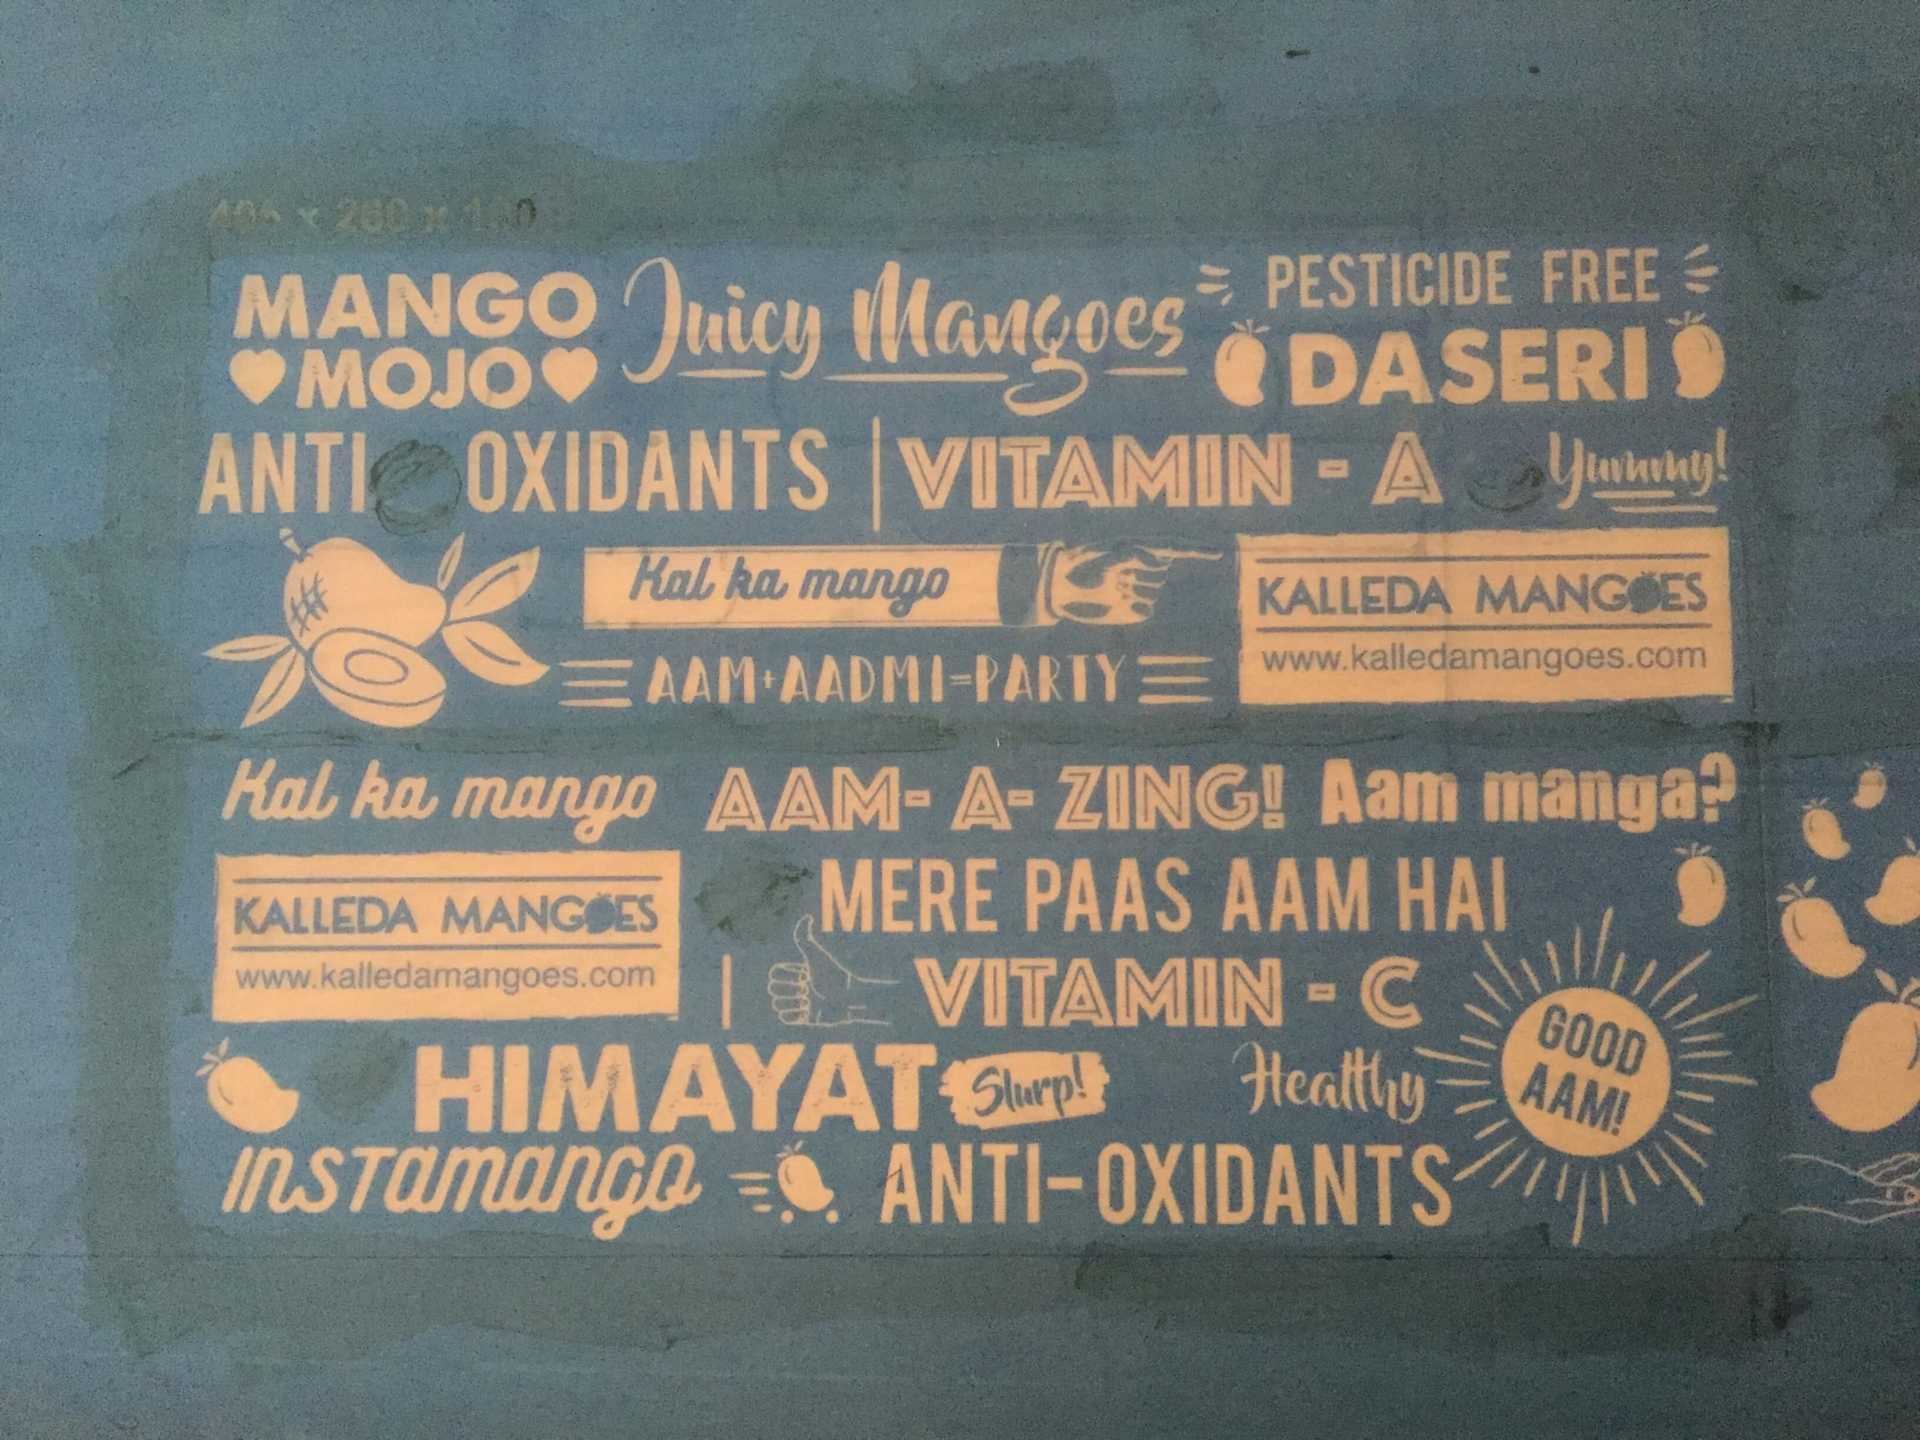 MANGO
MOJO
Juicy Mangoes
PESTICIDE FREE
DASERI
ANTI OXIDANTS | VITAMIN - A Yummy!
Kal ka mango
AAM+AADMI=PARTY
KALLEDA MANGOES
www.kalledamangoes.com
Kal ka mango AAM-A-ZING! Aam manga?
KALLEDA MANGOES
www.kalledamangoes.com
MERE PAAS AAM HAI
| VITAMIN - C
GOOD
AAM!
HIMAYAT Slurp! Healthy
INSTamango ANTI-OXIDANTS